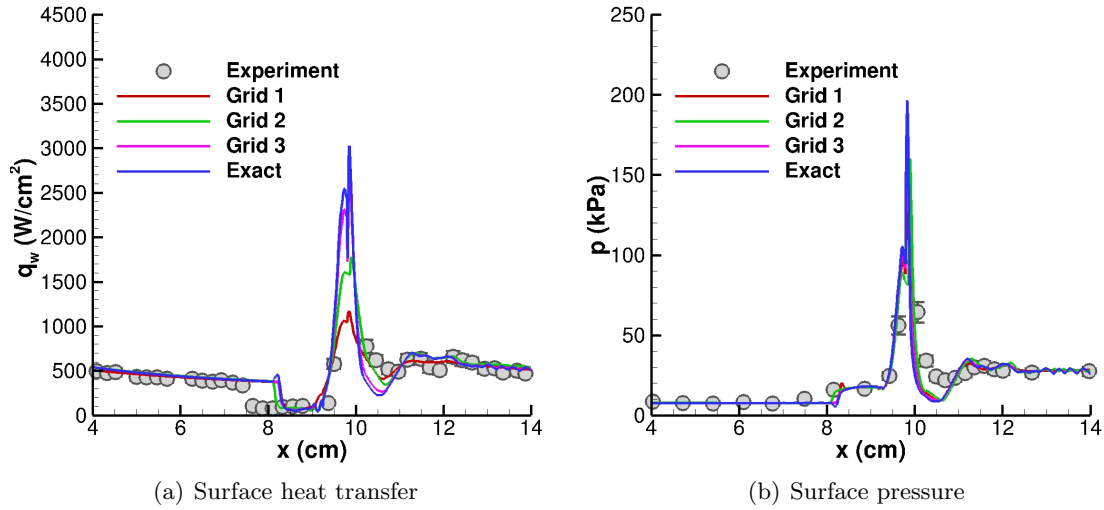 4500
4000
3500
3000
2500
2000
1500
1000
500
0
q_w (W/cm²)
Experiment
Grid 1
Grid 2
Grid 3
Exact
4 6 8 10 12 14
x (cm)
(a) Surface heat transfer
250
200
150
100
50
0
p (kPa)
Experiment
Grid 1
Grid 2
Grid 3
Exact
4 6 8 10 12 14
x (cm)
(b) Surface pressure